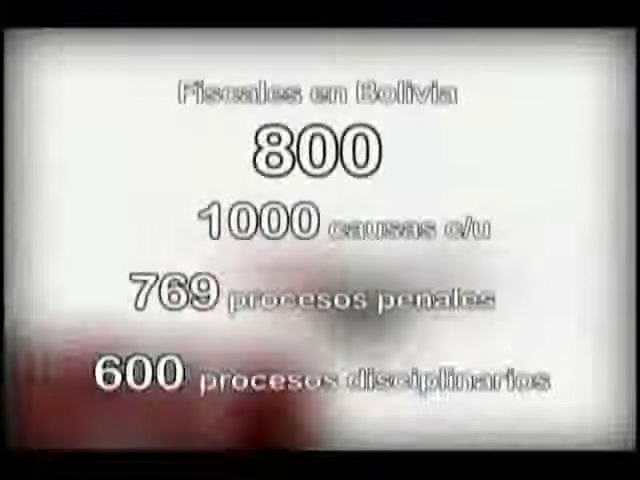 Fiscales en Bolivia
800
1000 causas c/u
769 procesos penales
600 procesos disciplinarios